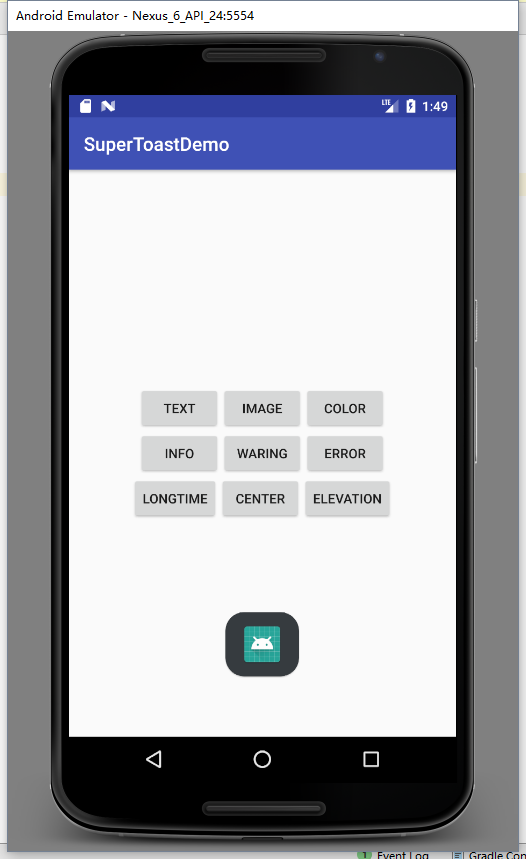 Android Emulator - Nexus_6_API_24:5554
LTE 1:49
SuperToastDemo
TEXT IMAGE COLOR
INFO WARING ERROR
LONGTIME CENTER ELEVATION
1 Event Log Gradle Con